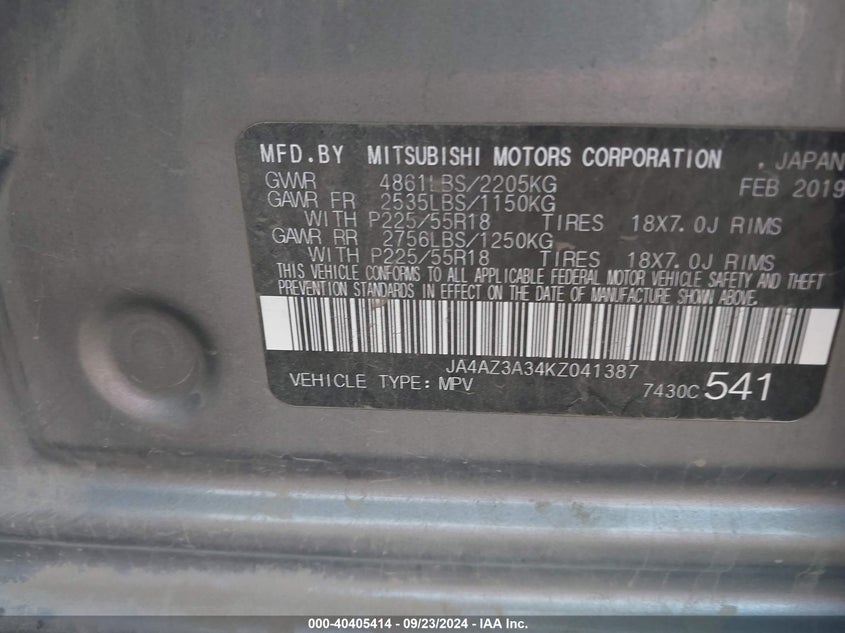 MFD.BY MITSUBISHI MOTORS CORPORATION , JAPAN
GVWR 4861LBS/2205KG FEB 2019
GAWR FR 2535LBS/1150KG
WITH P225/55R18 TIRES 18X7.0J RIMS
GAWR RR 2756LBS/1250KG
WITH P225/55R18 TIRES 18X7.0J RIMS
THIS VEHICLE CONFORMS TO ALL APPLICABLE FEDERAL MOTOR VEHICLE SAFETY AND THEFT
PREVENTION STANDARDS IN EFFECT ON THE DATE OF MANUFACTURE SHOWN ABOVE.
JA4AZ3A34KZ041387
VEHICLE TYPE:MPV 7430C 541
000-40405414 - 09/23/2024 - IAA Inc.